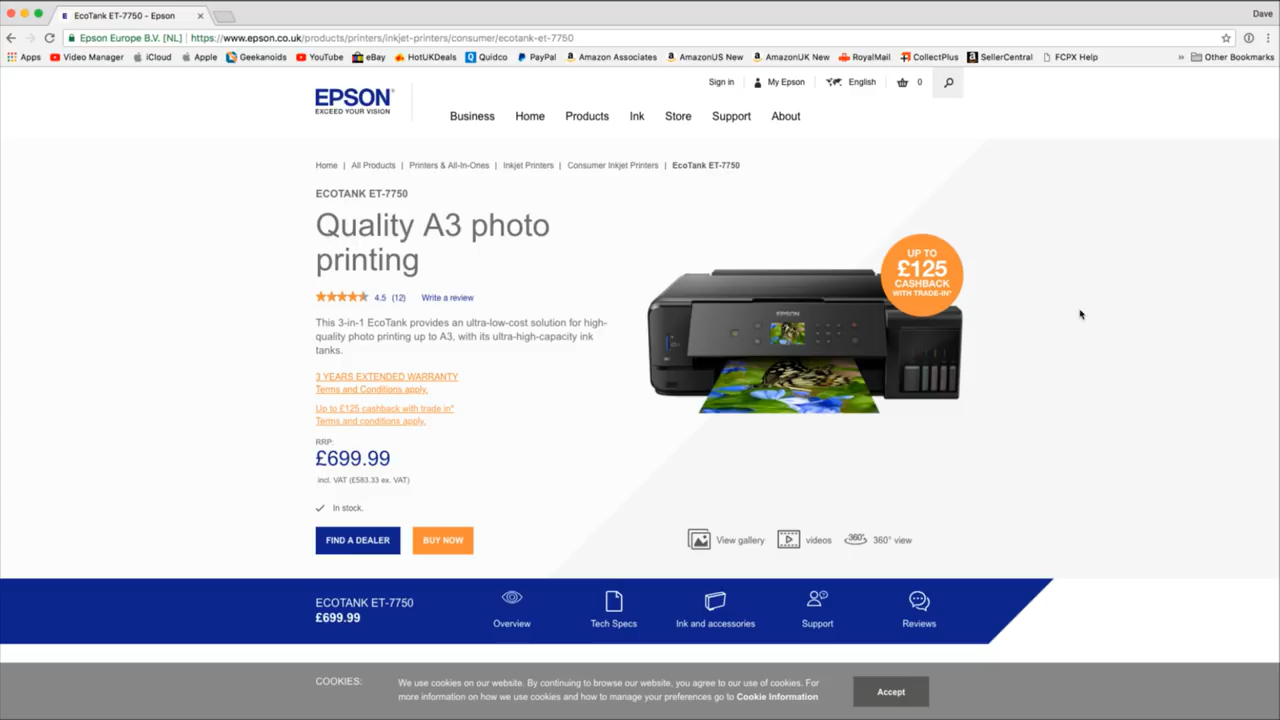 EcoTank ET-7750 - Epson
Dave
Epson Europe B.V. [NL] https://www.epson.co.uk/products/printers/inkjet-printers/consumer/ecotank-et-7750
Apps Video Manager iCloud Apple Geekanoids YouTube eBay HotUKDeals Quidco PayPal Amazon Associates AmazonUS New AmazonUK New RoyalMail CollectPlus SellerCentral FCPX Help » Other Bookmarks
Sign in My Epson English 0
EPSON
EXCEED YOUR VISION
Business Home Products Ink Store Support About
Home | All Products | Printers & All-In-Ones | Inkjet Printers | Consumer Inkjet Printers | EcoTank ET-7750
ECOTANK ET-7750
Quality A3 photo
printing
4.5 (12) Write a review
This 3-in-1 EcoTank provides an ultra-low-cost solution for high-
quality photo printing up to A3, with its ultra-high-capacity ink
tanks.
3 YEARS EXTENDED WARRANTY
Terms and Conditions apply.
Up to £125 cashback with trade in*
Terms and conditions apply.
RRP:
£699.99
incl. VAT (£583.33 ex. VAT)
In stock.
FIND A DEALER BUY NOW
UP TO
£125
CASHBACK
WITH TRADE-IN*
EPSON
View gallery videos 360° 360° view
ECOTANK ET-7750
£699.99
Overview Tech Specs Ink and accessories Support Reviews
COOKIES:
We use cookies on our website. By continuing to browse our website, you agree to our use of cookies. For
more information on how we use cookies and how to manage your preferences go to Cookie Information
Accept